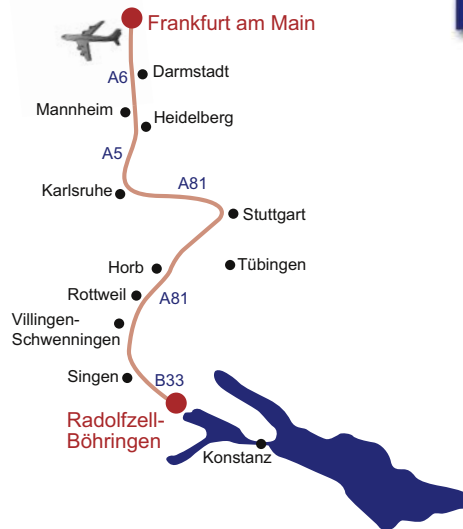 Frankfurt am Main
Darmstadt
A6
Mannheim
Heidelberg
A5
A81
Karlsruhe
Stuttgart
Horb
Tübingen
Rottweil
A81
Villingen-
Schwenningen
Singen
B33
Radolfzell-
Böhringen
Konstanz